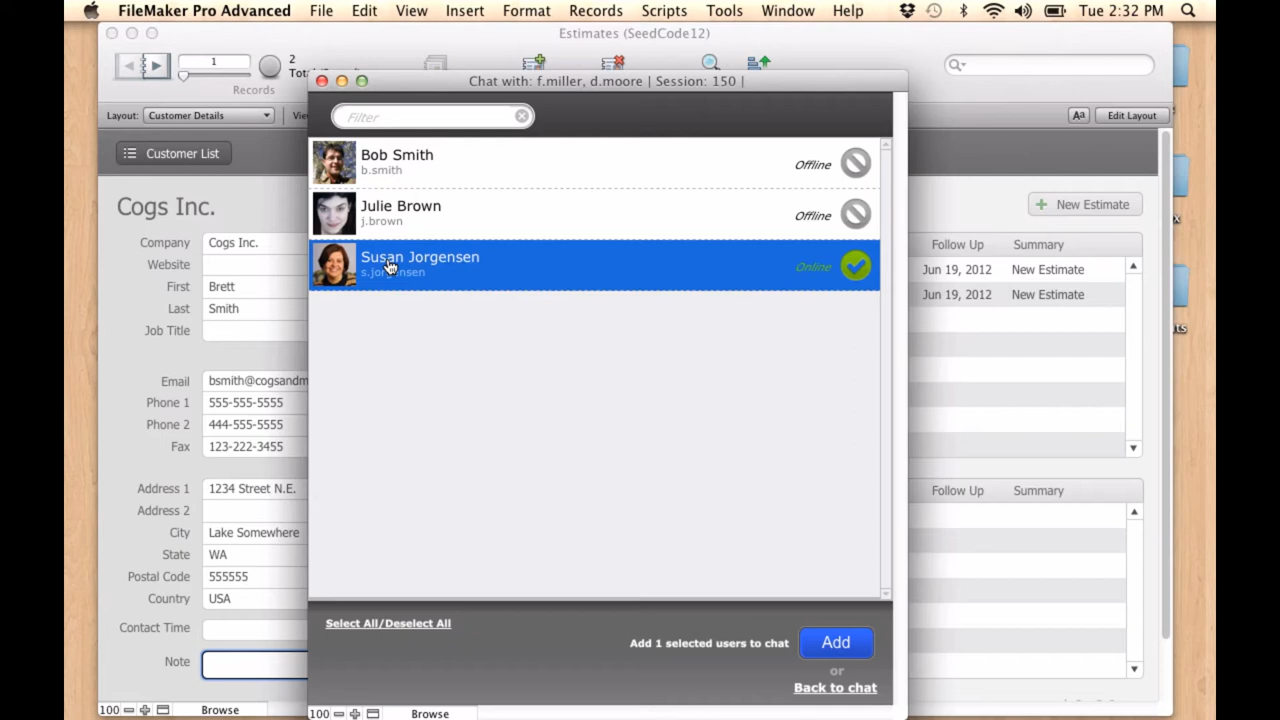 FileMaker Pro Advanced File Edit View Insert Format Records Scripts Tools Window Help Tue 2:32 PM
Estimates (SeedCode12)
1
2
Records
Chat with: f.miller, d.moore | Session: 150 |
Layout: Customer Details
Aa Edit Layout
Filter
Customer List
Bob Smith
b.smith
Offline
Julie Brown
j.brown
Offline
Susan Jorgensen
Online
Cogs Inc.
New Estimate
Company Cogs Inc.
Website
First Brett
Last Smith
Job Title
Email bsmith@cogsandm
Phone 1 555-555-5555
Phone 2 444-555-5555
Fax 123-222-3455
Address 1 1234 Street N.E.
Address 2
City Lake Somewhere
State WA
Postal Code 555555
Country USA
Contact Time
Note
Follow Up Summary
Jun 19, 2012 New Estimate
Jun 19, 2012 New Estimate
Follow Up Summary
Select All/Deselect All
Add 1 selected users to chat Add
or
Back to chat
100 Browse
100 Browse